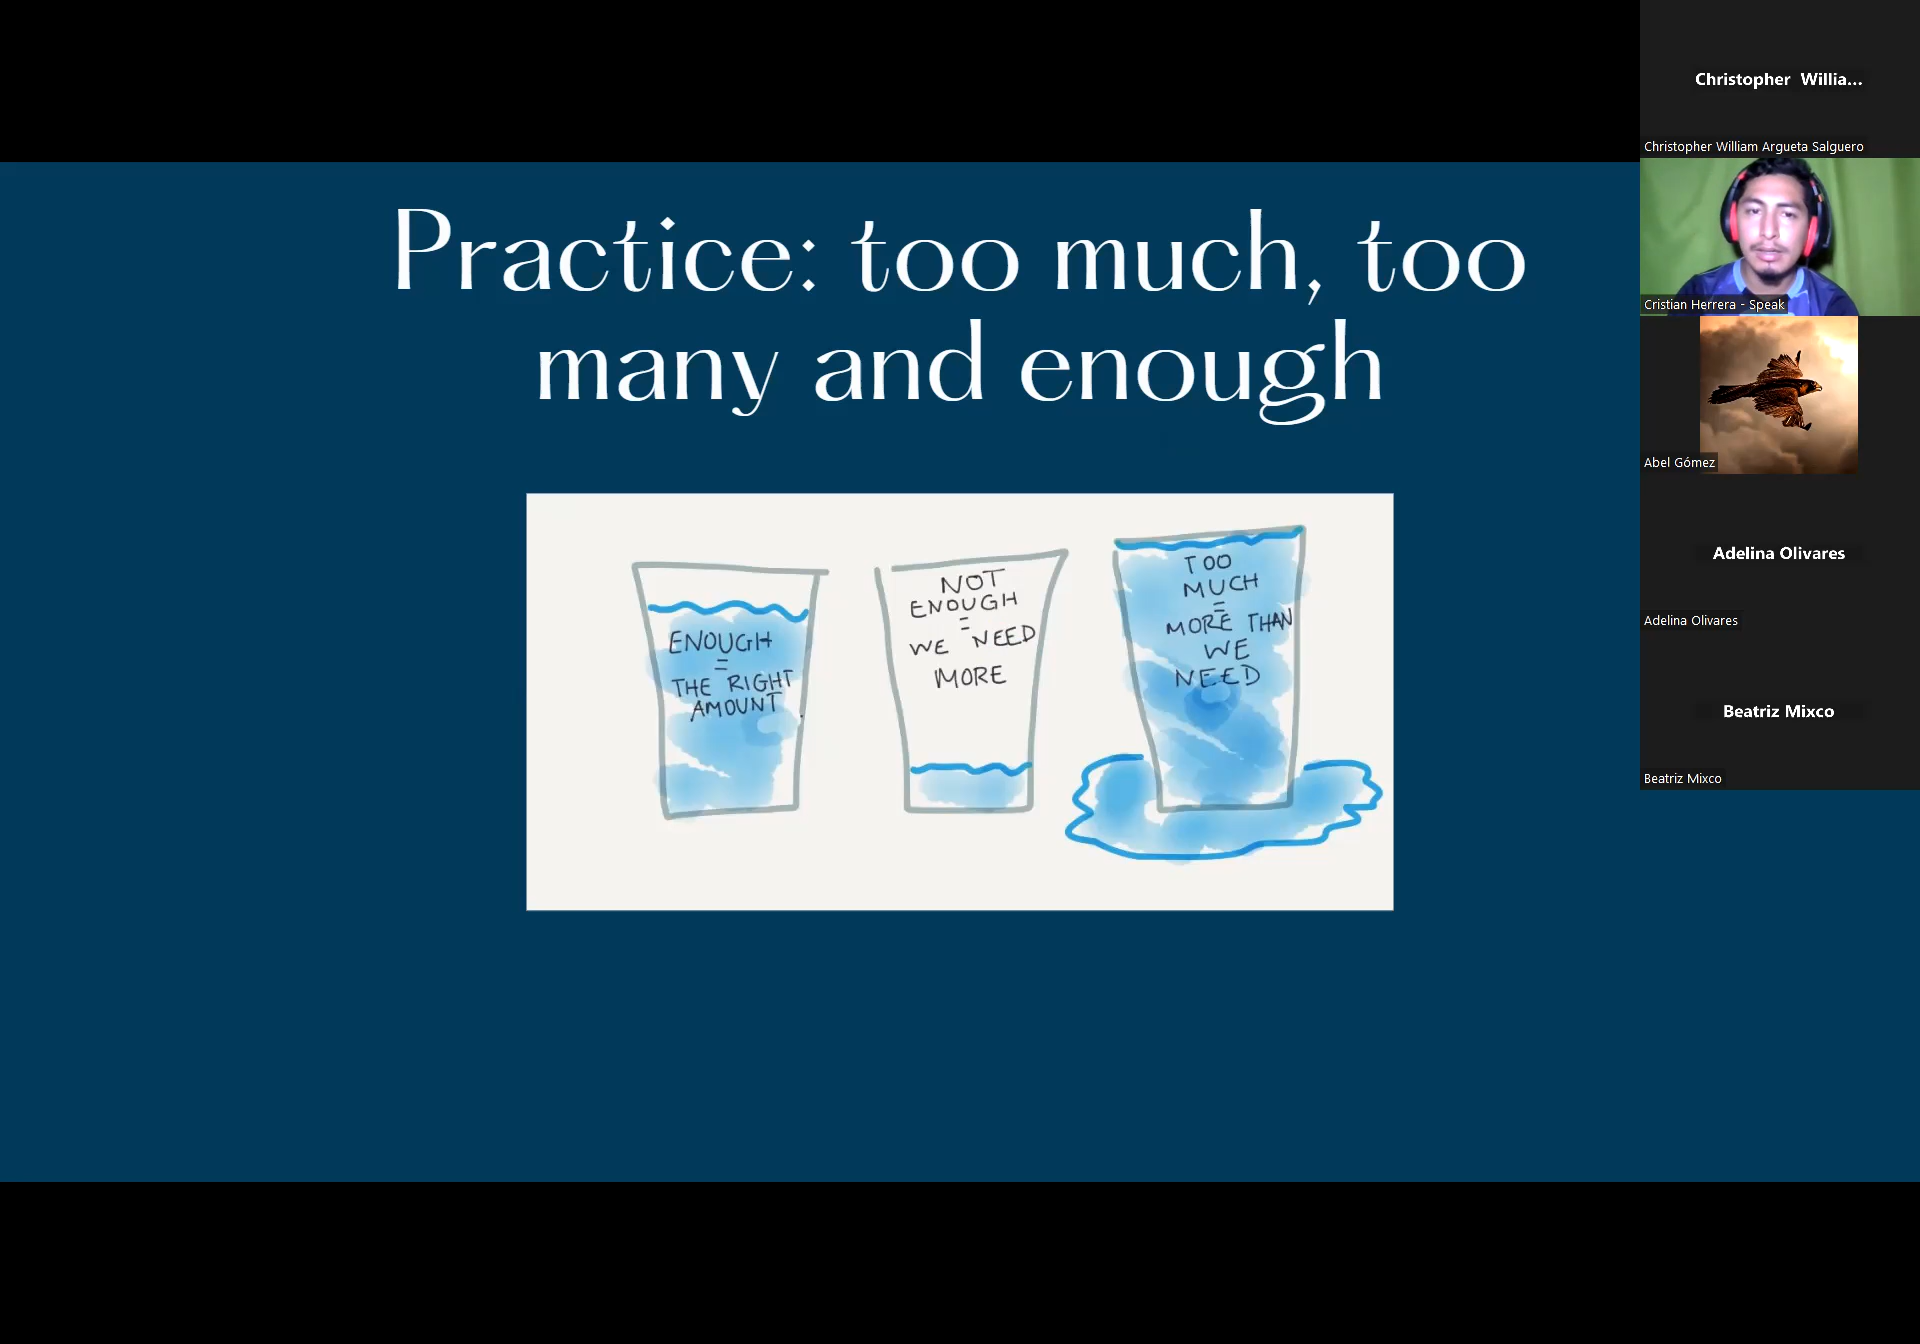 Practice: too much, too
many and enough
ENOUGH
=
THE RIGHT
AMOUNT.
NOT
ENOUGH
=
WE NEED
MORE
TOO
MUCH
=
MORE THAN
WE
NEED
Christopher Willia...
Christopher William Argueta Salguero
Cristian Herrera - Speak
Abel Gómez
Adelina Olivares
Adelina Olivares
Beatriz Mixco
Beatriz Mixco